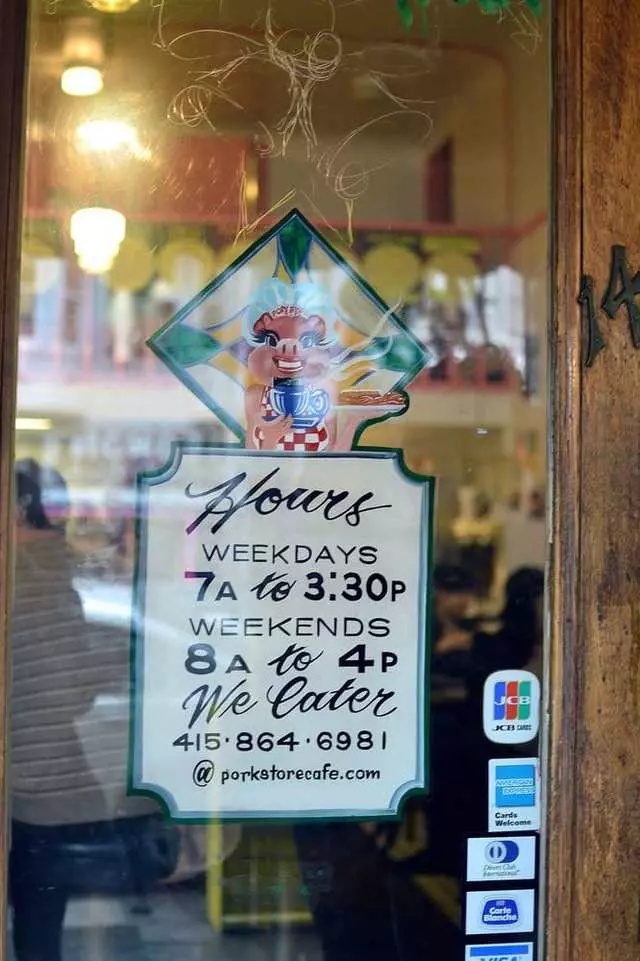 Hours
WEEKDAYS
7A to 3:30P
WEEKENDS
8A to 4P
We Cater
415·864·6981
@ porkstorecafe.com
14
JCB
JCB CARDS
AMERICAN EXPRESS
Cards
Welcome
Diners Club
International
Carte
Blanche
VISA